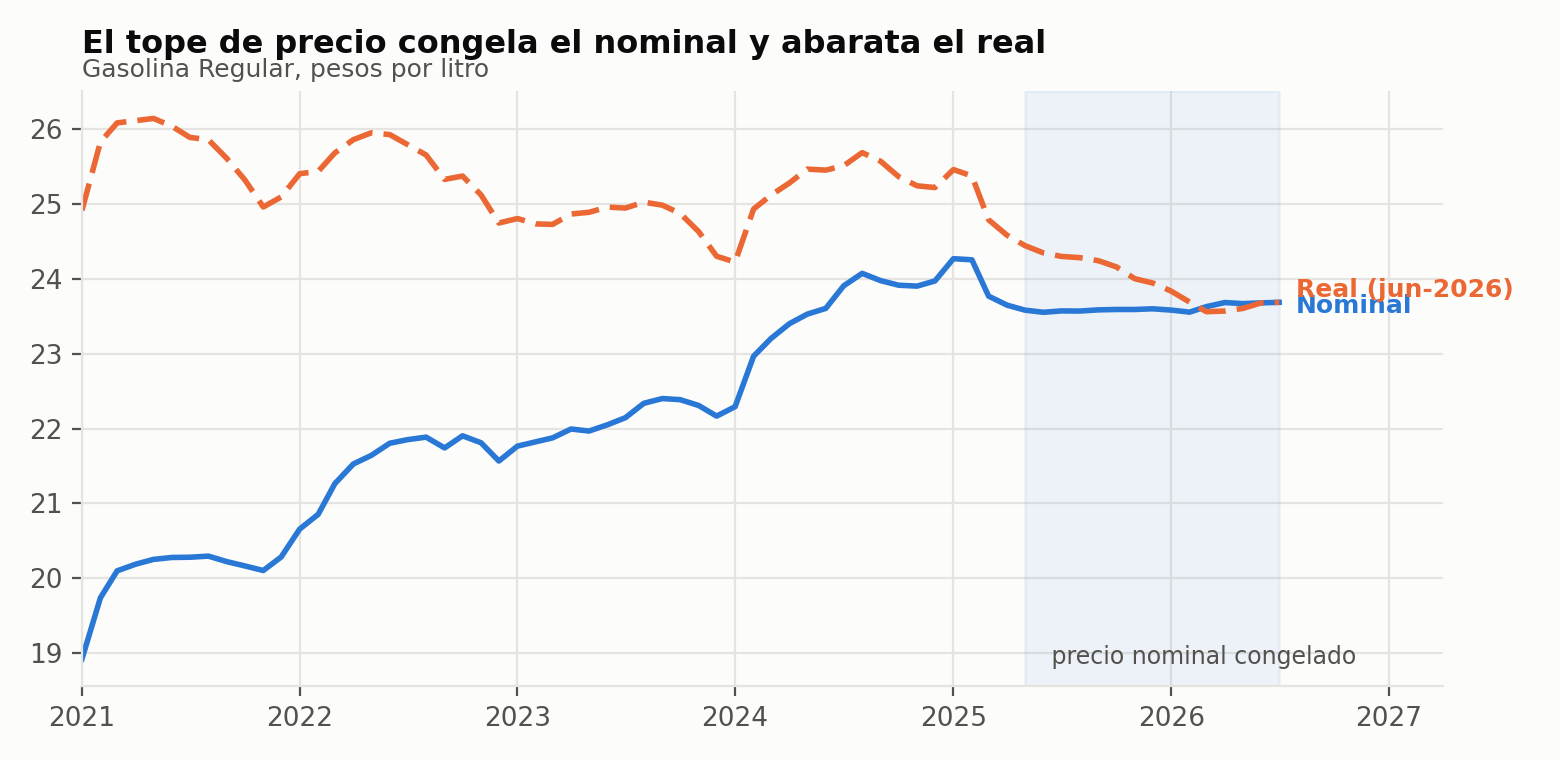 El tope de precio congela el nominal y abarata el real
Gasolina Regular, pesos por litro
26
25
24
23
22
21
20
19
Real (jun-2026)
Nominal
precio nominal congelado
2021 2022 2023 2024 2025 2026 2027